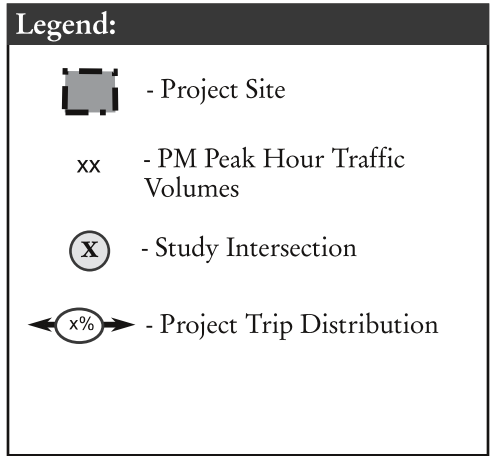 Legend:
- Project Site
xx - PM Peak Hour Traffic
Volumes
X - Study Intersection
x% - Project Trip Distribution